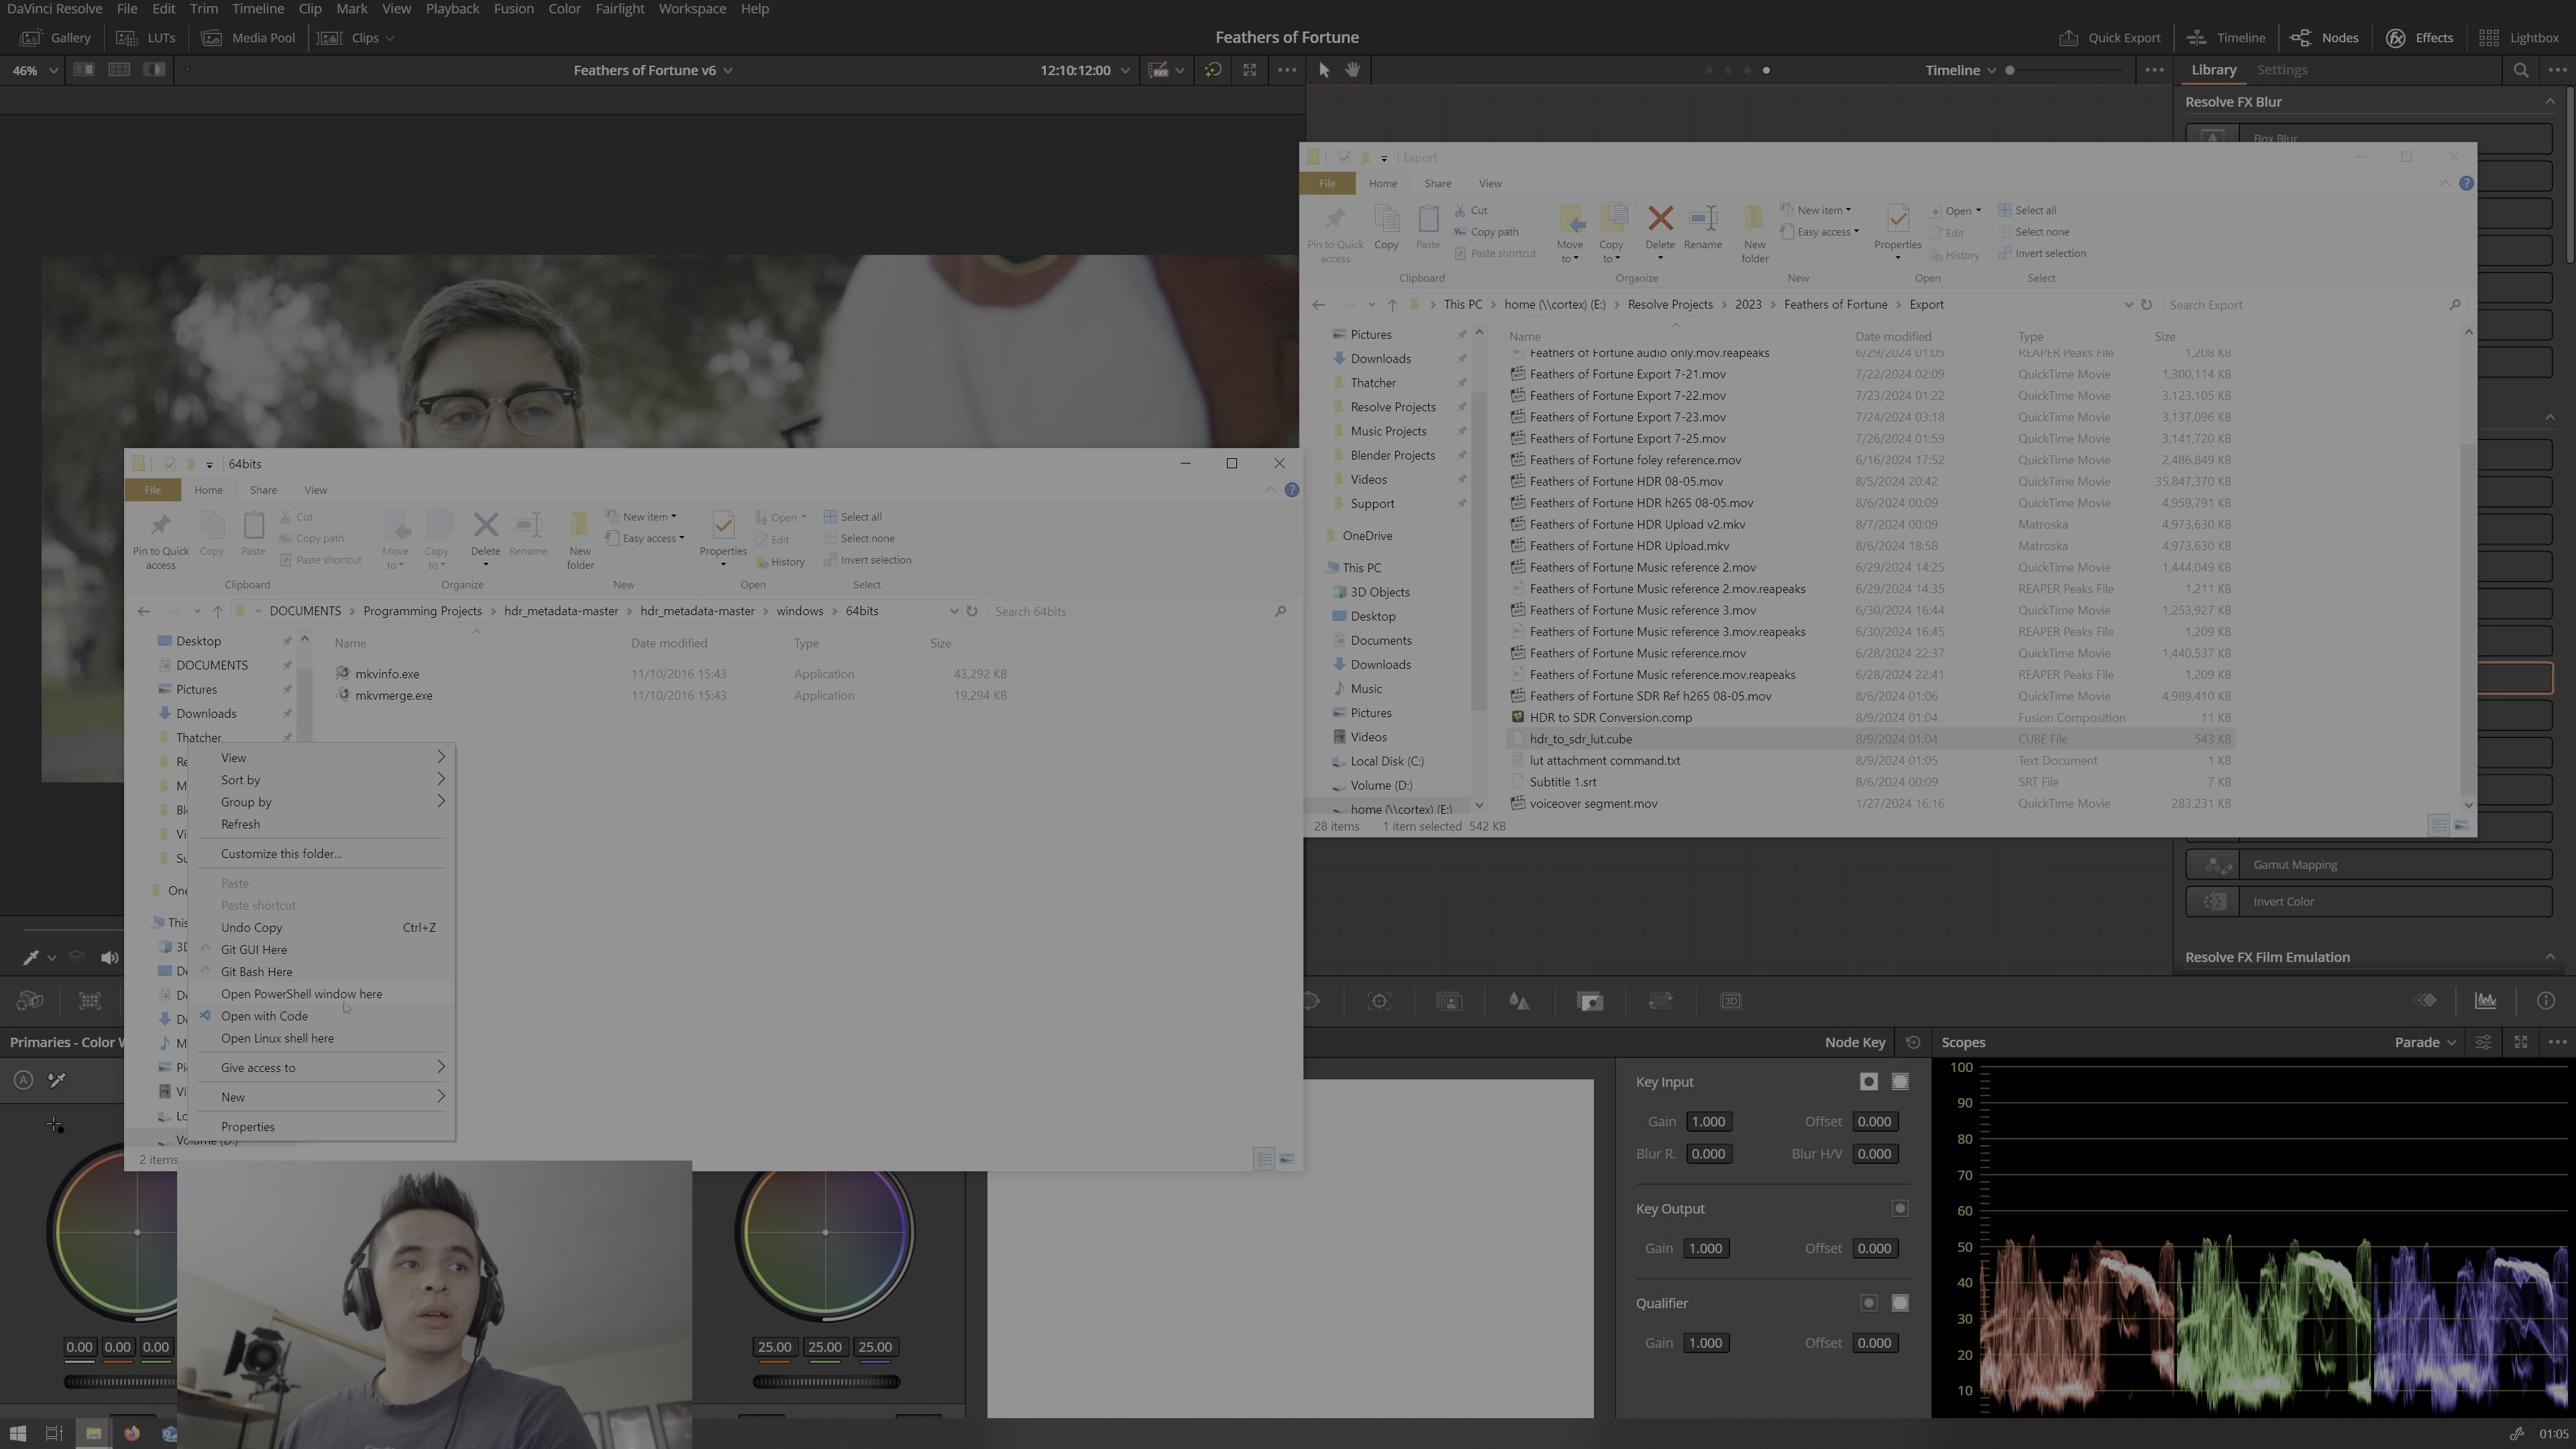 DaVinci Resolve File Edit Trim Timeline Clip Mark View Playback Fusion Color Fairlight Workspace Help
Gallery LUTs Media Pool Clips Feathers of Fortune Quick Export Timeline Nodes Effects Lightbox
46% Feathers of Fortune v6 12:10:12:00 Timeline Library Settings
Resolve FX Blur
Box Blur
Export
File Home Share View
Pin to Quick access Copy Paste Cut Copy path Paste shortcut Move to Copy to Delete Rename New folder New item Easy access Properties Open Edit History Select all Select none Invert selection
Clipboard Organize New Open Select
This PC home (\\cortex) (E:) Resolve Projects 2023 Feathers of Fortune Export Search Export
Pictures
Downloads
Thatcher
Resolve Projects
Music Projects
Blender Projects
Videos
Support
OneDrive
This PC
3D Objects
Desktop
Documents
Downloads
Music
Pictures
Videos
Local Disk (C:)
Volume (D:)
home (\\cortex) (E:)
Name Date modified Type Size
Feathers of Fortune audio only.mov.reapeaks 6/29/2024 01:05 REAPER Peaks File 1,208 KB
Feathers of Fortune Export 7-21.mov 7/22/2024 02:09 QuickTime Movie 1,300,114 KB
Feathers of Fortune Export 7-22.mov 7/23/2024 01:22 QuickTime Movie 3,123,105 KB
Feathers of Fortune Export 7-23.mov 7/24/2024 03:18 QuickTime Movie 3,137,096 KB
Feathers of Fortune Export 7-25.mov 7/26/2024 01:59 QuickTime Movie 3,141,720 KB
Feathers of Fortune foley reference.mov 6/16/2024 17:52 QuickTime Movie 2,486,849 KB
Feathers of Fortune HDR 08-05.mov 8/5/2024 20:42 QuickTime Movie 35,847,370 KB
Feathers of Fortune HDR h265 08-05.mov 8/6/2024 00:09 QuickTime Movie 4,959,791 KB
Feathers of Fortune HDR Upload v2.mkv 8/7/2024 00:09 Matroska 4,973,630 KB
Feathers of Fortune HDR Upload.mkv 8/6/2024 18:58 Matroska 4,973,630 KB
Feathers of Fortune Music reference 2.mov 6/29/2024 14:25 QuickTime Movie 1,444,049 KB
Feathers of Fortune Music reference 2.mov.reapeaks 6/29/2024 14:35 REAPER Peaks File 1,211 KB
Feathers of Fortune Music reference 3.mov 6/30/2024 16:44 QuickTime Movie 1,253,927 KB
Feathers of Fortune Music reference 3.mov.reapeaks 6/30/2024 16:45 REAPER Peaks File 1,209 KB
Feathers of Fortune Music reference.mov 6/28/2024 22:37 QuickTime Movie 1,440,537 KB
Feathers of Fortune Music reference.mov.reapeaks 6/28/2024 22:41 REAPER Peaks File 1,209 KB
Feathers of Fortune SDR Ref h265 08-05.mov 8/6/2024 01:06 QuickTime Movie 4,989,410 KB
HDR to SDR Conversion.comp 8/9/2024 01:04 Fusion Composition 11 KB
hdr_to_sdr_lut.cube 8/9/2024 01:04 CUBE File 543 KB
lut attachment command.txt 8/9/2024 01:05 Text Document 1 KB
Subtitle 1.srt 8/6/2024 00:09 SRT File 7 KB
voiceover segment.mov 1/27/2024 16:16 QuickTime Movie 283,231 KB
28 items 1 item selected 542 KB
64bits
File Home Share View
Pin to Quick access Copy Paste Cut Copy path Paste shortcut Move to Copy to Delete Rename New folder New item Easy access Properties Open Edit History Select all Select none Invert selection
Clipboard Organize New Open Select
« DOCUMENTS Programming Projects hdr_metadata-master hdr_metadata-master windows 64bits Search 64bits
Desktop
DOCUMENTS
Pictures
Downloads
Thatcher
Name Date modified Type Size
mkvinfo.exe 11/10/2016 15:43 Application 43,292 KB
mkvmerge.exe 11/10/2016 15:43 Application 19,294 KB
View
Sort by
Group by
Refresh
Customize this folder...
Paste
Paste shortcut
Undo Copy Ctrl+Z
Git GUI Here
Git Bash Here
Open PowerShell window here
Open with Code
Open Linux shell here
Give access to
New
Properties
2 items
Gamut Mapping
Invert Color
Resolve FX Film Emulation
Primaries - Color W
0.00 0.00 0.00
25.00 25.00 25.00
Node Key
Key Input
Gain 1.000 Offset 0.000
Blur R. 0.000 Blur H/V 0.000
Key Output
Gain 1.000 Offset 0.000
Qualifier
Gain 1.000 Offset 0.000
Scopes Parade
100
90
80
70
60
50
40
30
20
10
01:05